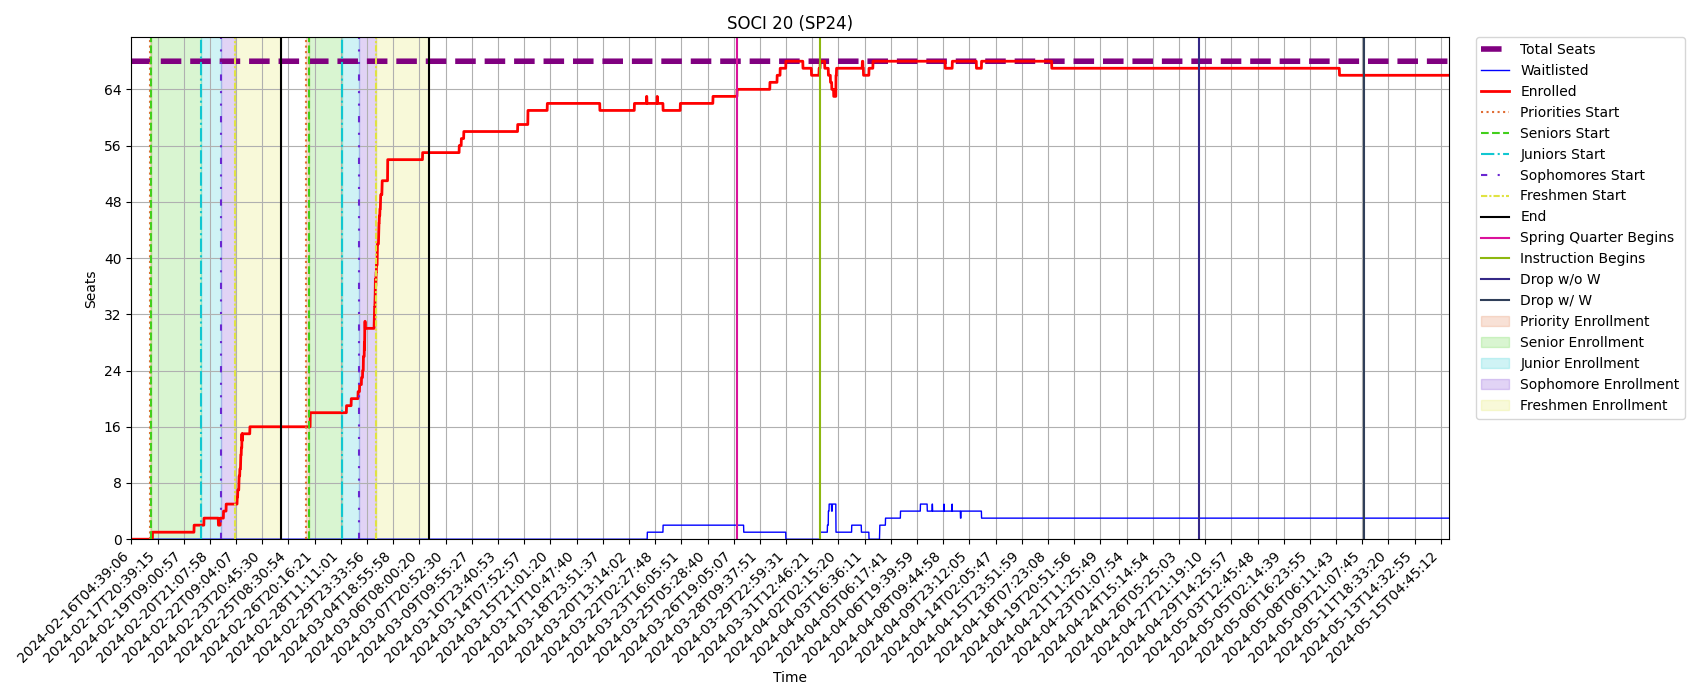 SOCI 20 (SP24)
Seats
64
56
48
40
32
24
16
8
0
2024-02-16T04:39:06
2024-02-17T20:39:15
2024-02-19T09:00:57
2024-02-20T21:07:58
2024-02-22T09:04:07
2024-02-23T20:45:30
2024-02-25T08:30:54
2024-02-26T20:16:21
2024-02-28T11:11:01
2024-02-29T23:33:56
2024-03-04T18:55:58
2024-03-06T08:00:20
2024-03-07T20:52:30
2024-03-09T09:55:27
2024-03-10T23:40:53
2024-03-14T07:52:57
2024-03-15T21:01:20
2024-03-17T10:47:40
2024-03-18T23:51:37
2024-03-20T13:14:02
2024-03-22T02:27:48
2024-03-23T16:05:51
2024-03-25T05:28:40
2024-03-26T19:05:07
2024-03-28T09:37:51
2024-03-29T22:59:31
2024-03-31T12:46:21
2024-04-02T02:15:20
2024-04-03T16:36:11
2024-04-05T06:17:41
2024-04-06T19:39:59
2024-04-08T09:44:58
2024-04-09T23:12:05
2024-04-14T02:05:47
2024-04-15T23:51:59
2024-04-18T07:23:08
2024-04-19T20:51:56
2024-04-21T11:25:49
2024-04-23T01:07:54
2024-04-24T15:14:54
2024-04-26T05:25:03
2024-04-27T21:19:10
2024-04-29T14:25:57
2024-05-03T12:45:48
2024-05-05T02:14:39
2024-05-06T16:23:55
2024-05-08T06:11:43
2024-05-09T21:07:45
2024-05-11T18:33:20
2024-05-13T14:32:55
2024-05-15T04:45:12
Time
Total Seats
Waitlisted
Enrolled
Priorities Start
Seniors Start
Juniors Start
Sophomores Start
Freshmen Start
End
Spring Quarter Begins
Instruction Begins
Drop w/o W
Drop w/ W
Priority Enrollment
Senior Enrollment
Junior Enrollment
Sophomore Enrollment
Freshmen Enrollment